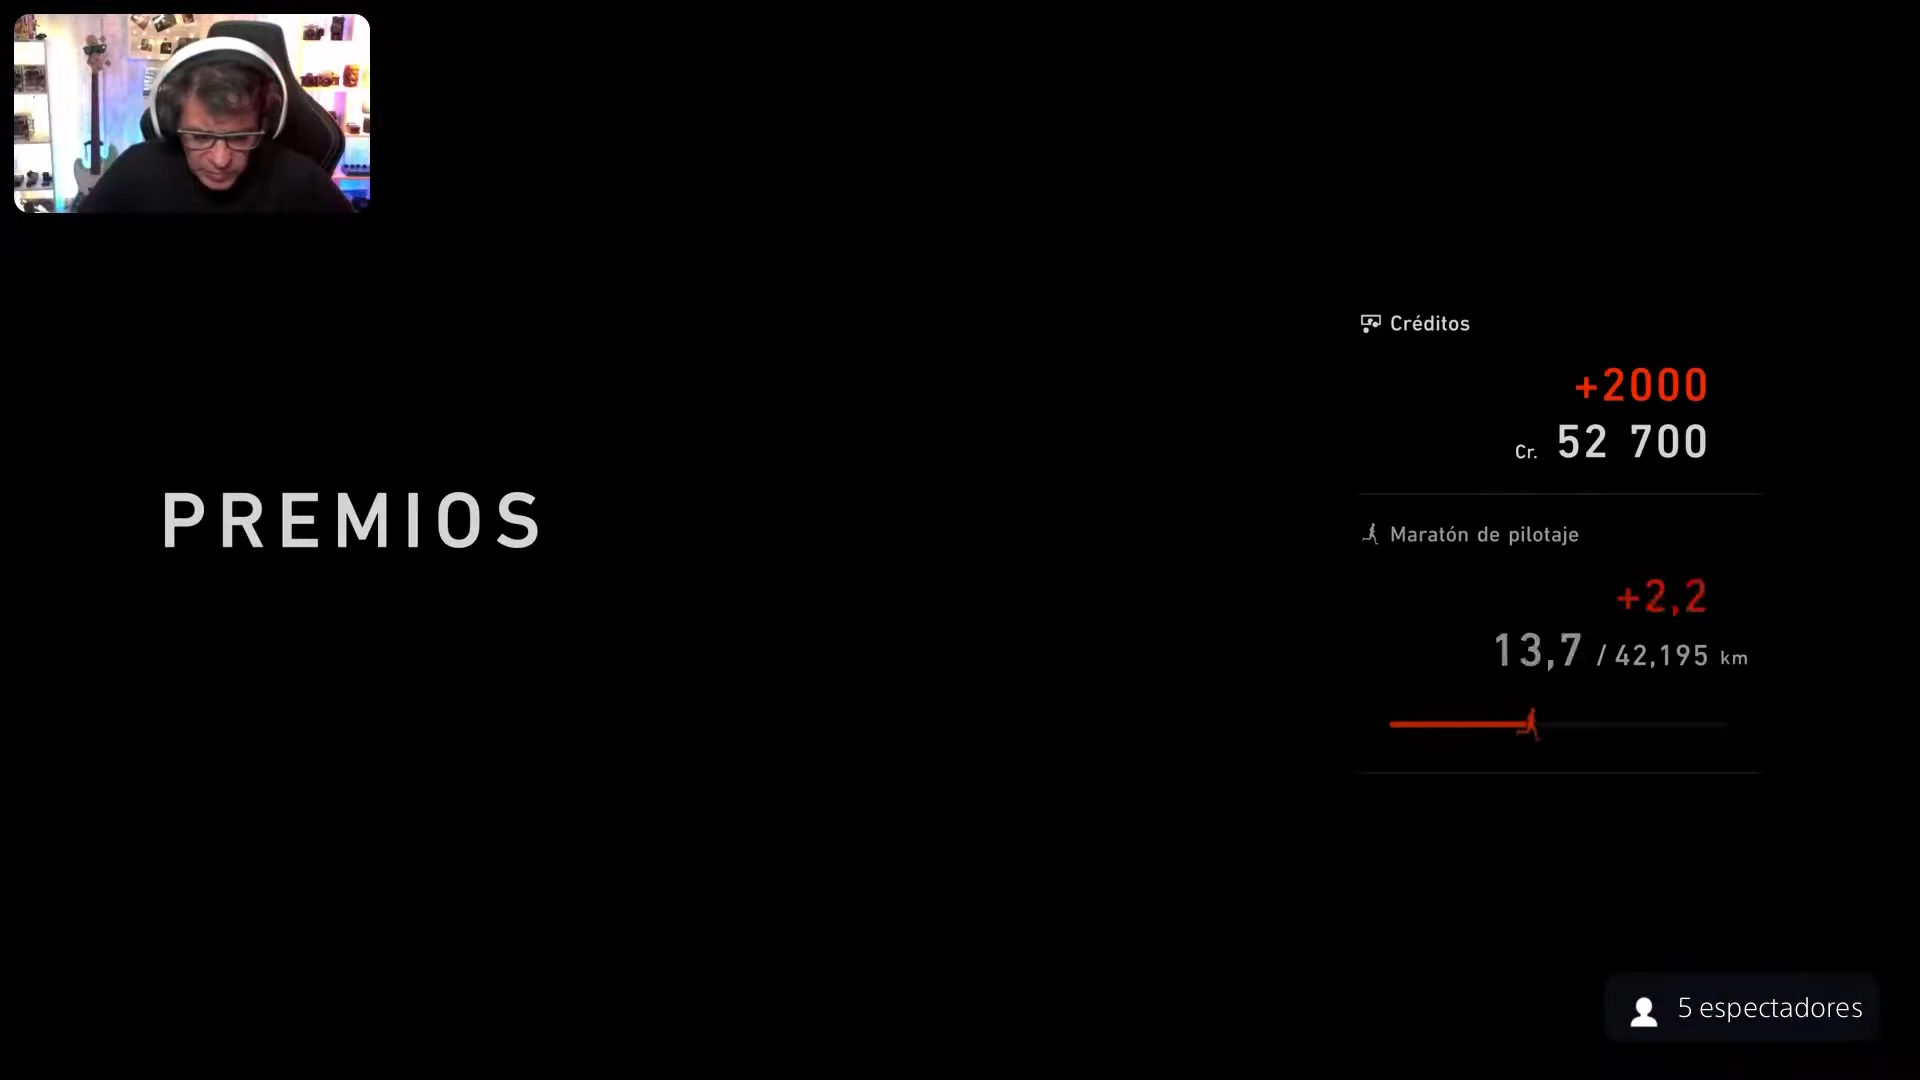 PREMIOS
Créditos
+2000
Cr. 52 700
Maratón de pilotaje
+2,2
13,7 / 42,195 km
5 espectadores